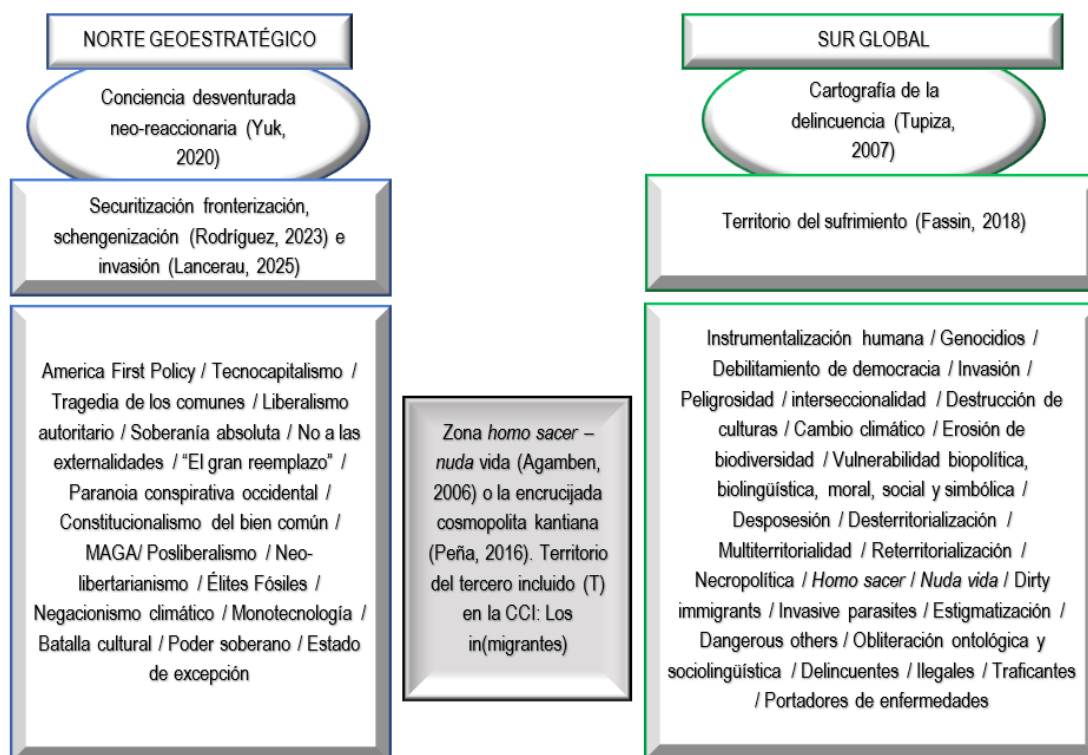 NORTE GEOESTRATÉGICO
Conciencia desventurada
neo-reaccionaria (Yuk,
2020)
Securitización fronterización,
schengenización (Rodríguez, 2023) e
invasión (Lancerau, 2025)
America First Policy / Tecnocapitalismo /
Tragedia de los comunes / Liberalismo
autoritario / Soberanía absoluta / No a las
externalidades / “El gran reemplazo” /
Paranoia conspirativa occidental /
Constitucionalismo del bien común /
MAGA/ Posliberalismo / Neo-
libertarianismo / Élites Fósiles /
Negacionismo climático / Monotecnología /
Batalla cultural / Poder soberano / Estado
de excepción
Zona homo sacer –
nuda vida (Agamben,
2006) o la encrucijada
cosmopolita kantiana
(Peña, 2016). Territorio
del tercero incluido (T)
en la CCI: Los
in(migrantes)
SUR GLOBAL
Cartografía de la
delincuencia (Tupiza,
2007)
Territorio del sufrimiento (Fassin, 2018)
Instrumentalización humana / Genocidios /
Debilitamiento de democracia / Invasión /
Peligrosidad / interseccionalidad / Destrucción de
culturas / Cambio climático / Erosión de
biodiversidad / Vulnerabilidad biopolítica,
biolingüística, moral, social y simbólica /
Desposesión / Desterritorialización /
Multiterritorialidad / Reterritorialización /
Necropolítica / Homo sacer / Nuda vida / Dirty
immigrants / Invasive parasites / Estigmatización /
Dangerous others / Obliteración ontológica y
sociolingüística / Delincuentes / Ilegales / Traficantes
/ Portadores de enfermedades